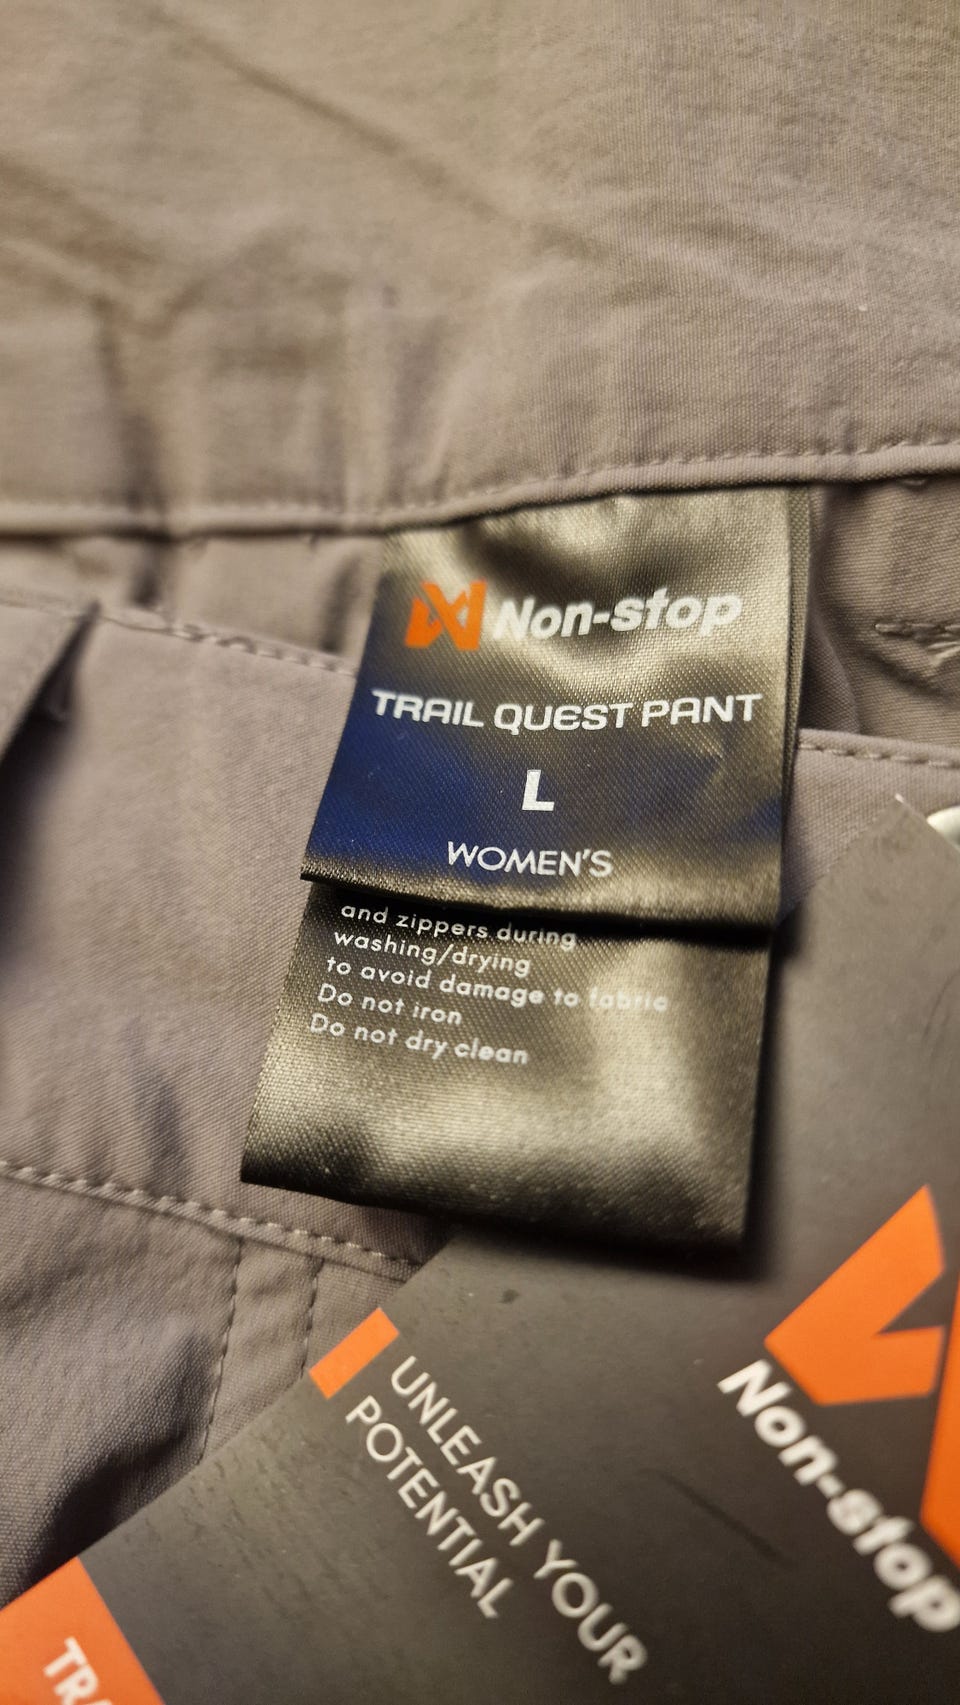 Non-stop
TRAIL QUEST PANT
L
WOMEN'S
and zippers during
washing/drying
to avoid damage to fabric
Do not iron
Do not dry clean
UNLEASH YOUR
POTENTIAL
Non-stop